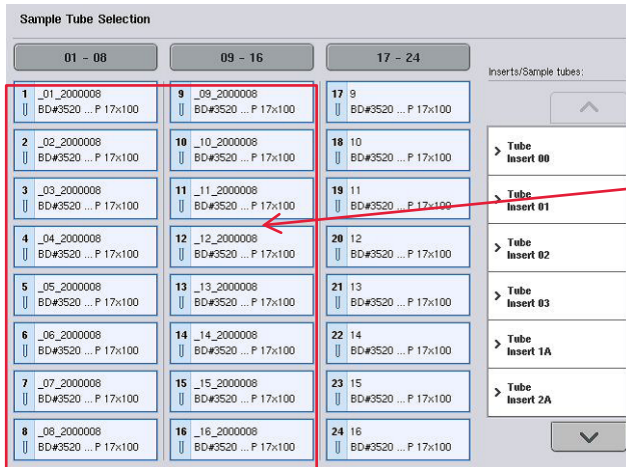 Sample Tube Selection
01 - 08
09 - 16
17 - 24
Inserts/Sample tubes:
1 _01_2000008
BD#3520 ... P 17x100
2 _02_2000008
BD#3520 ... P 17x100
3 _03_2000008
BD#3520 ... P 17x100
4 _04_2000008
BD#3520 ... P 17x100
5 _05_2000008
BD#3520 ... P 17x100
6 _06_2000008
BD#3520 ... P 17x100
7 _07_2000008
BD#3520 ... P 17x100
8 _08_2000008
BD#3520 ... P 17x100
9 _09_2000008
BD#3520 ... P 17x100
10 _10_2000008
BD#3520 ... P 17x100
11 _11_2000008
BD#3520 ... P 17x100
12 _12_2000008
BD#3520 ... P 17x100
13 _13_2000008
BD#3520 ... P 17x100
14 _14_2000008
BD#3520 ... P 17x100
15 _15_2000008
BD#3520 ... P 17x100
16 _16_2000008
BD#3520 ... P 17x100
17 9
BD#3520 ... P 17x100
18 10
BD#3520 ... P 17x100
19 11
BD#3520 ... P 17x100
20 12
BD#3520 ... P 17x100
21 13
BD#3520 ... P 17x100
22 14
BD#3520 ... P 17x100
23 15
BD#3520 ... P 17x100
24 16
BD#3520 ... P 17x100
Tube
Insert 00
Tube
Insert 01
Tube
Insert 02
Tube
Insert 03
Tube
Insert 1A
Tube
Insert 2A